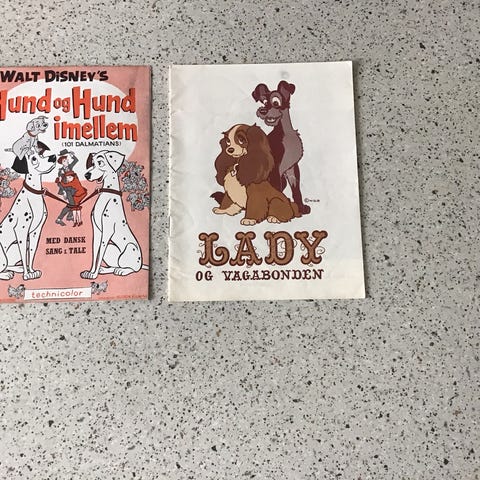 WALT DISNEY'S
Hund og Hund
imellem
(101 DALMATIANS)
MED DANSK
SANG & TALE
technicolor
LADY
OG VAGABONDEN